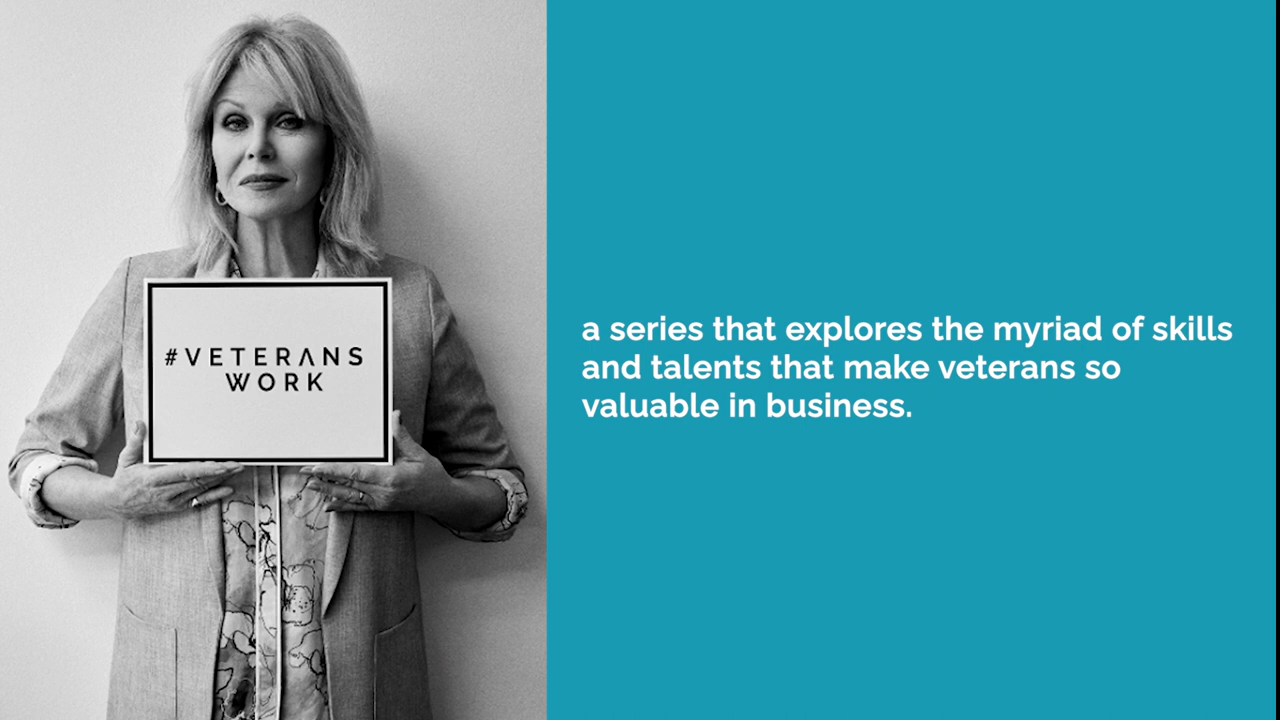 #VETERANS
WORK
a series that explores the myriad of skills
and talents that make veterans so
valuable in business.